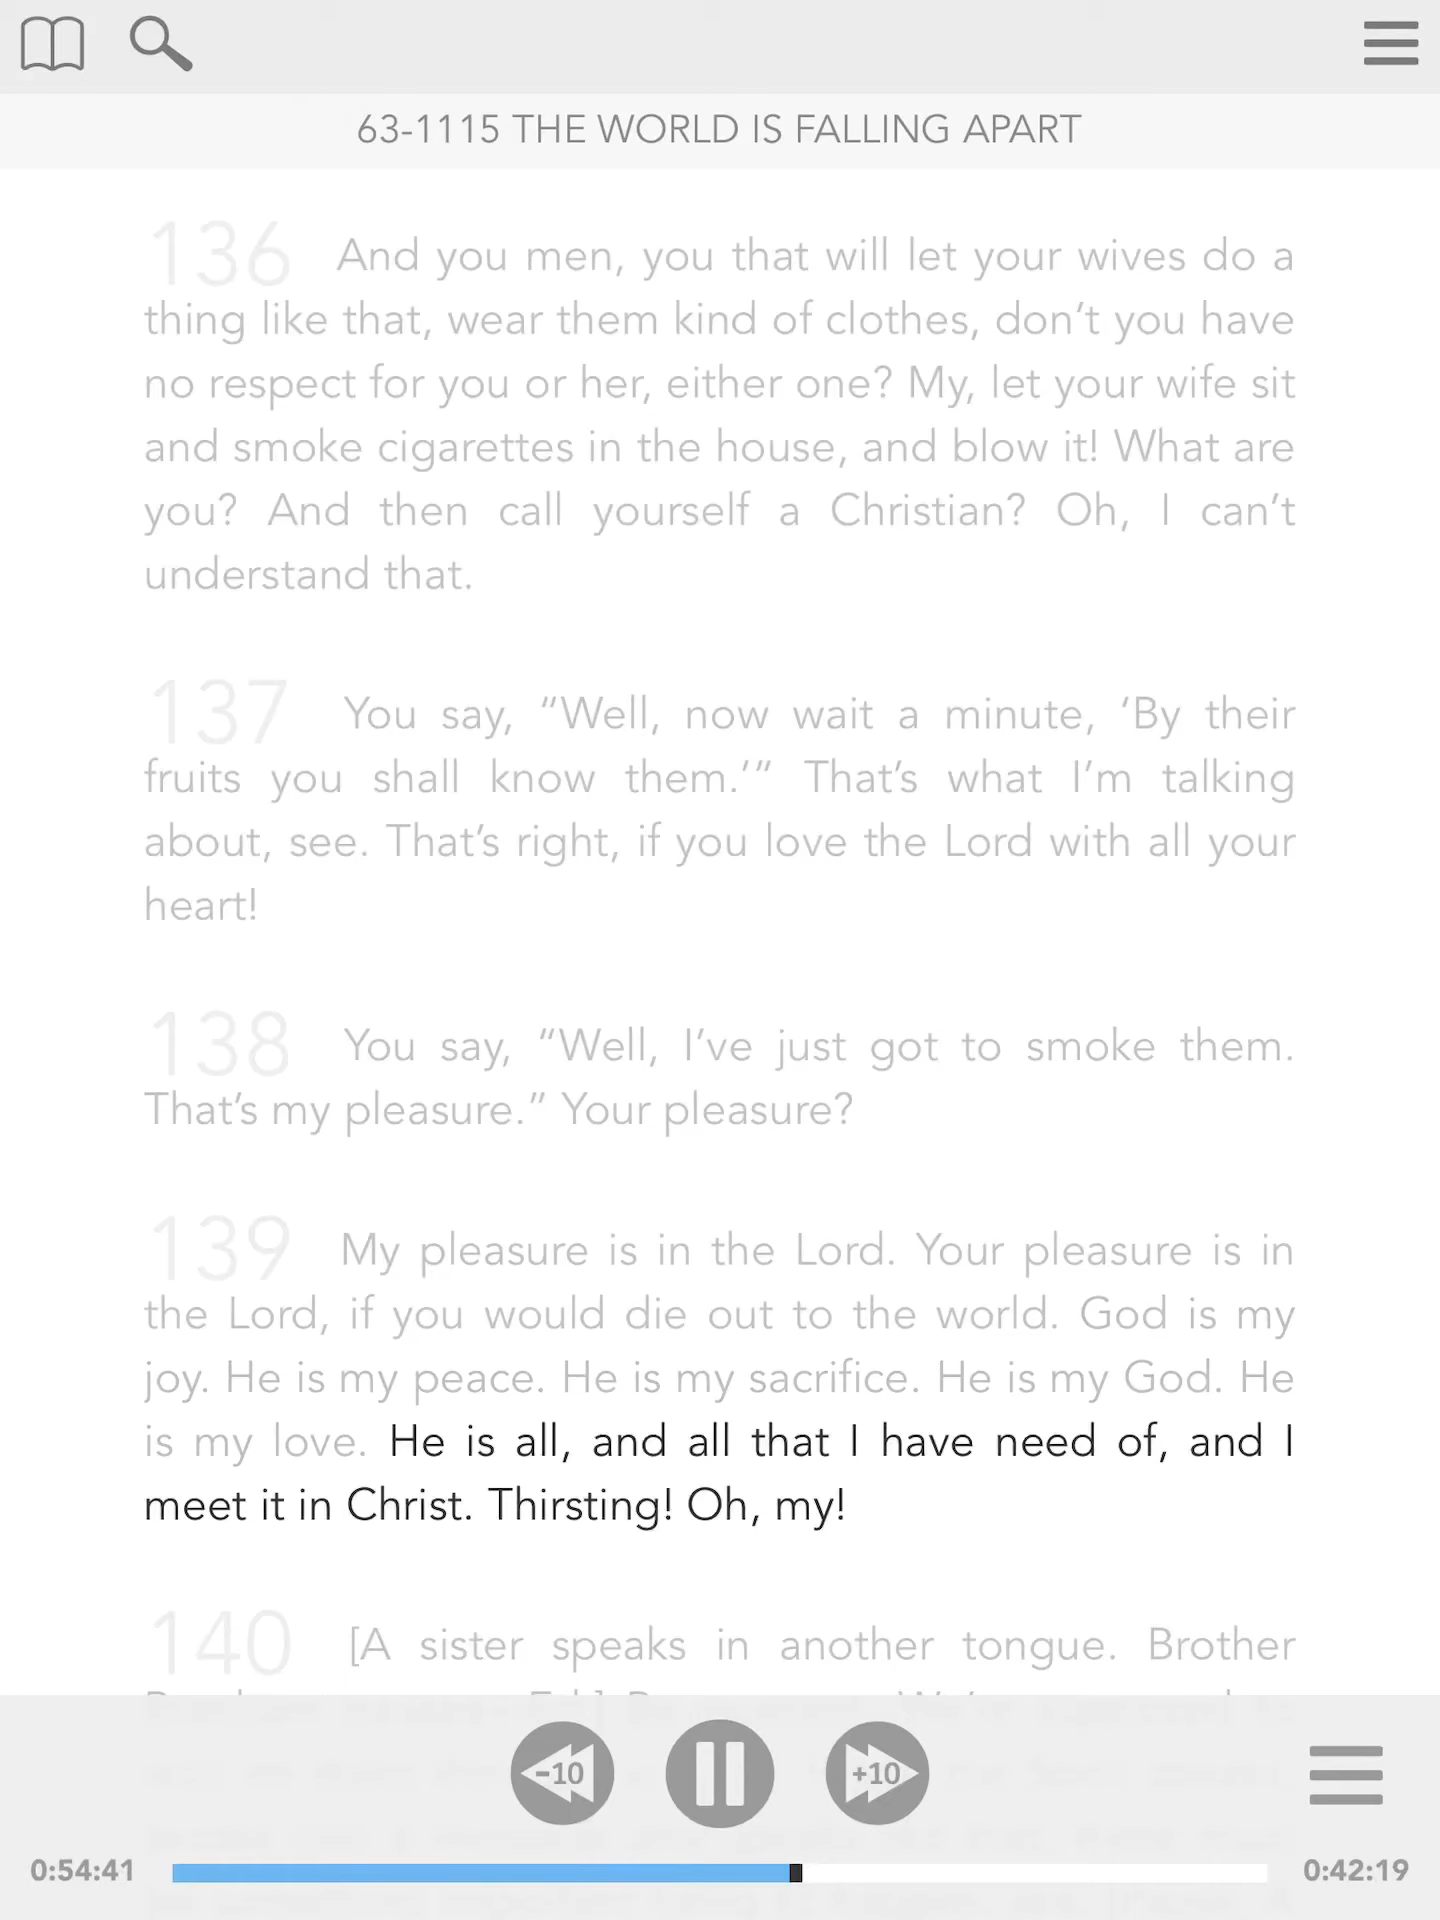 63-1115 THE WORLD IS FALLING APART
136 And you men, you that will let your wives do a
thing like that, wear them kind of clothes, don’t you have
no respect for you or her, either one? My, let your wife sit
and smoke cigarettes in the house, and blow it! What are
you? And then call yourself a Christian? Oh, I can’t
understand that.
137 You say, “Well, now wait a minute, ‘By their
fruits you shall know them.’” That’s what I’m talking
about, see. That’s right, if you love the Lord with all your
heart!
138 You say, “Well, I’ve just got to smoke them.
That’s my pleasure.” Your pleasure?
139 My pleasure is in the Lord. Your pleasure is in
the Lord, if you would die out to the world. God is my
joy. He is my peace. He is my sacrifice. He is my God. He
is my love. He is all, and all that I have need of, and I
meet it in Christ. Thirsting! Oh, my!
140 [A sister speaks in another tongue. Brother
-10 +10
0:54:41 0:42:19